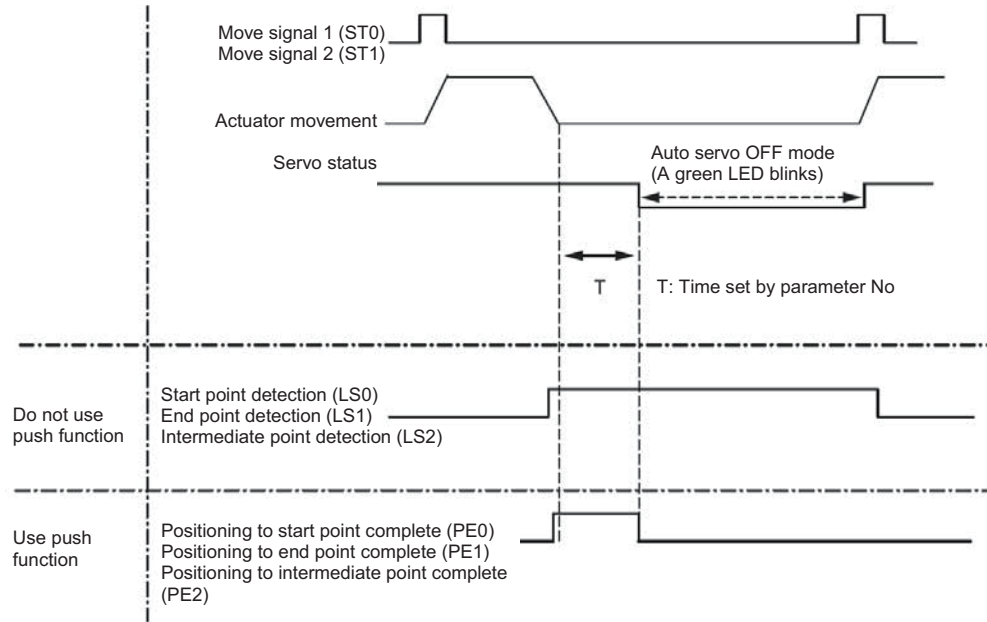 Move signal 1 (ST0)
Move signal 2 (ST1)
Actuator movement
Servo status
Auto servo OFF mode
(A green LED blinks)
T
T: Time set by parameter No
Do not use
push function
Start point detection (LS0)
End point detection (LS1)
Intermediate point detection (LS2)
Use push
function
Positioning to start point complete (PE0)
Positioning to end point complete (PE1)
Positioning to intermediate point complete
(PE2)